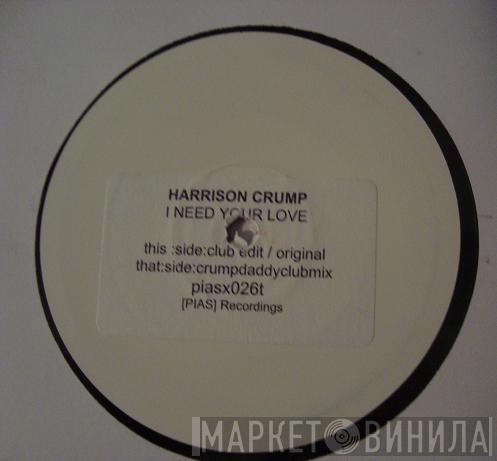 HARRISON CRUMP
I NEED YOUR LOVE
this :side:club edit / original
that:side:crumpdaddyclubmix
piasx026t
[PIAS] Recordings
МАРКЕТ ВИНИЛА